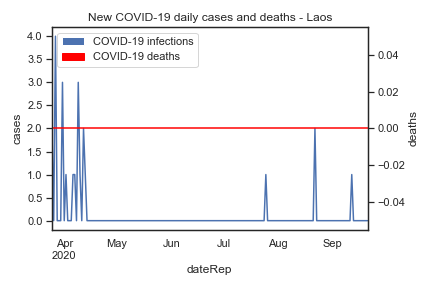 New COVID-19 daily cases and deaths - Laos
COVID-19 infections
COVID-19 deaths
4.0
3.5
3.0
2.5
2.0
1.5
1.0
0.5
0.0
cases
0.04
0.02
0.00
−0.02
−0.04
deaths
Apr May Jun Jul Aug Sep
2020
dateRep